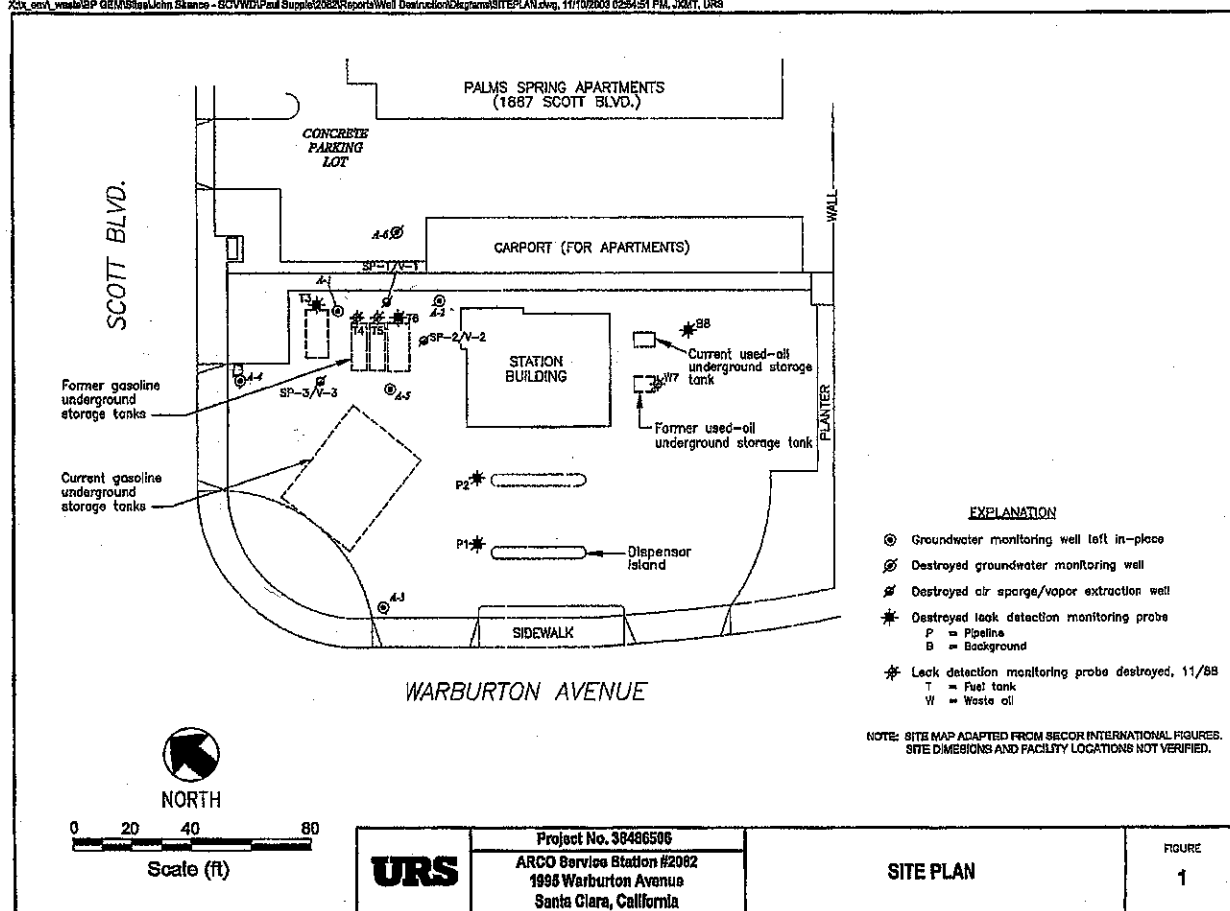 PALMS SPRING APARTMENTS
(1667 SCOTT BLVD.)
CONCRETE
PARKING
LOT
SCOTT BLVD.
WALL
A-6
CARPORT (FOR APARTMENTS)
SP-1/V-1
A-1
T3
A-2
T4
T5
T6
SP-2/V-2
B8
STATION
BUILDING
Current used-oil
underground storage
tank
W7
A-4
Former gasoline
underground
storage tanks
SP-3/V-3
A-5
PLANTER
Former used-oil
underground storage tank
Current gasoline
underground
storage tanks
P2
P1
Dispensor
Island
A-3
SIDEWALK
WARBURTON AVENUE
EXPLANATION
Groundwater monitoring well left in-place
Destroyed groundwater monitoring well
Destroyed air sparge/vapor extraction well
Destroyed leak detection monitoring probe
P = Pipeline
B = Background
Leak detection monitoring probe destroyed, 11/88
T = Fuel tank
W = Waste oil
NOTE: SITE MAP ADAPTED FROM SECOR INTERNATIONAL FIGURES.
SITE DIMESIONS AND FACILITY LOCATIONS NOT VERIFIED.
NORTH
0 20 40 80
Scale (ft)
URS
Project No. 38486506
ARCO Service Station #2082
1995 Warburton Avenue
Santa Clara, California
SITE PLAN
FIGURE
1